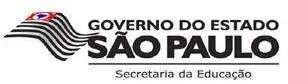 GOVERNO DO ESTADO
SÃO PAULO
Secretaria da Educação